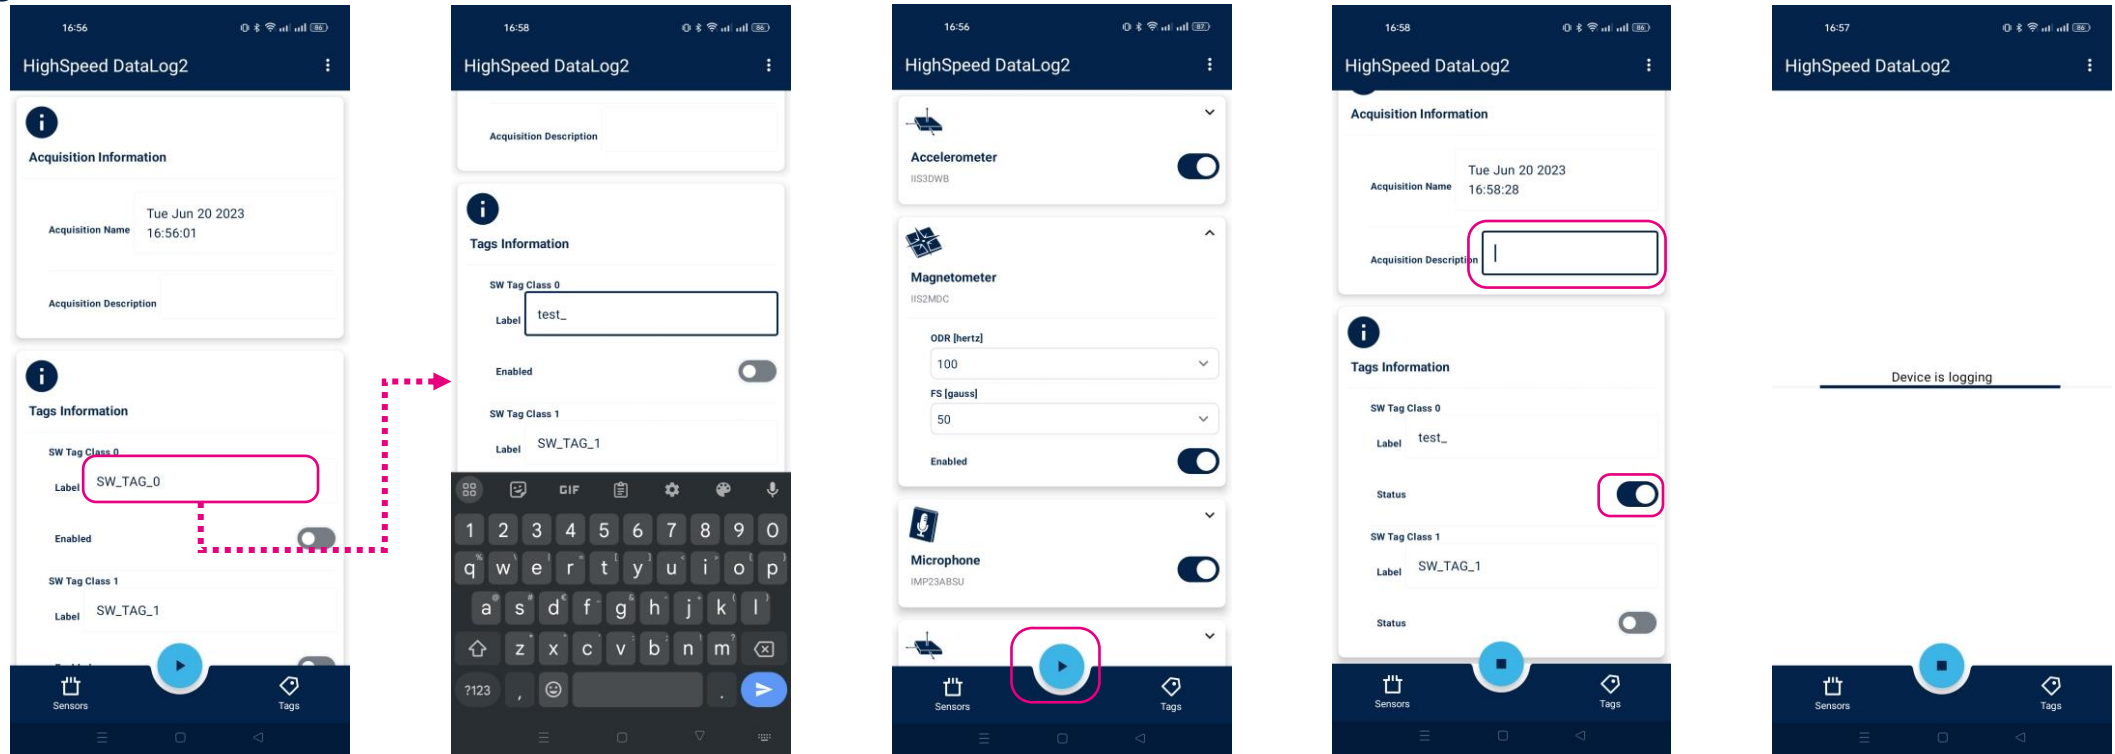 16:56
86
HighSpeed DataLog2
Acquisition Information
Tue Jun 20 2023
Acquisition Name 16:56:01
Acquisition Description
Tags Information
SW Tag Class 0
Label SW_TAG_0
Enabled
SW Tag Class 1
Label SW_TAG_1
Sensors
Tags
16:58
86
HighSpeed DataLog2
Acquisition Description
Tags Information
SW Tag Class 0
Label test_
Enabled
SW Tag Class 1
Label SW_TAG_1
GIF
1 2 3 4 5 6 7 8 9 0
q w e r t y u i o p
a s d f g h j k l
z x c v b n m
?123 , .
16:56
87
HighSpeed DataLog2
Accelerometer
IIS3DWB
Magnetometer
IIS2MDC
ODR [hertz]
100
FS [gauss]
50
Enabled
Microphone
IMP23ABSU
Sensors
Tags
16:58
86
HighSpeed DataLog2
Acquisition Information
Tue Jun 20 2023
Acquisition Name 16:58:28
Acquisition Description
Tags Information
SW Tag Class 0
Label test_
Status
SW Tag Class 1
Label SW_TAG_1
Status
Sensors
Tags
16:57
86
HighSpeed DataLog2
Device is logging
Sensors
Tags